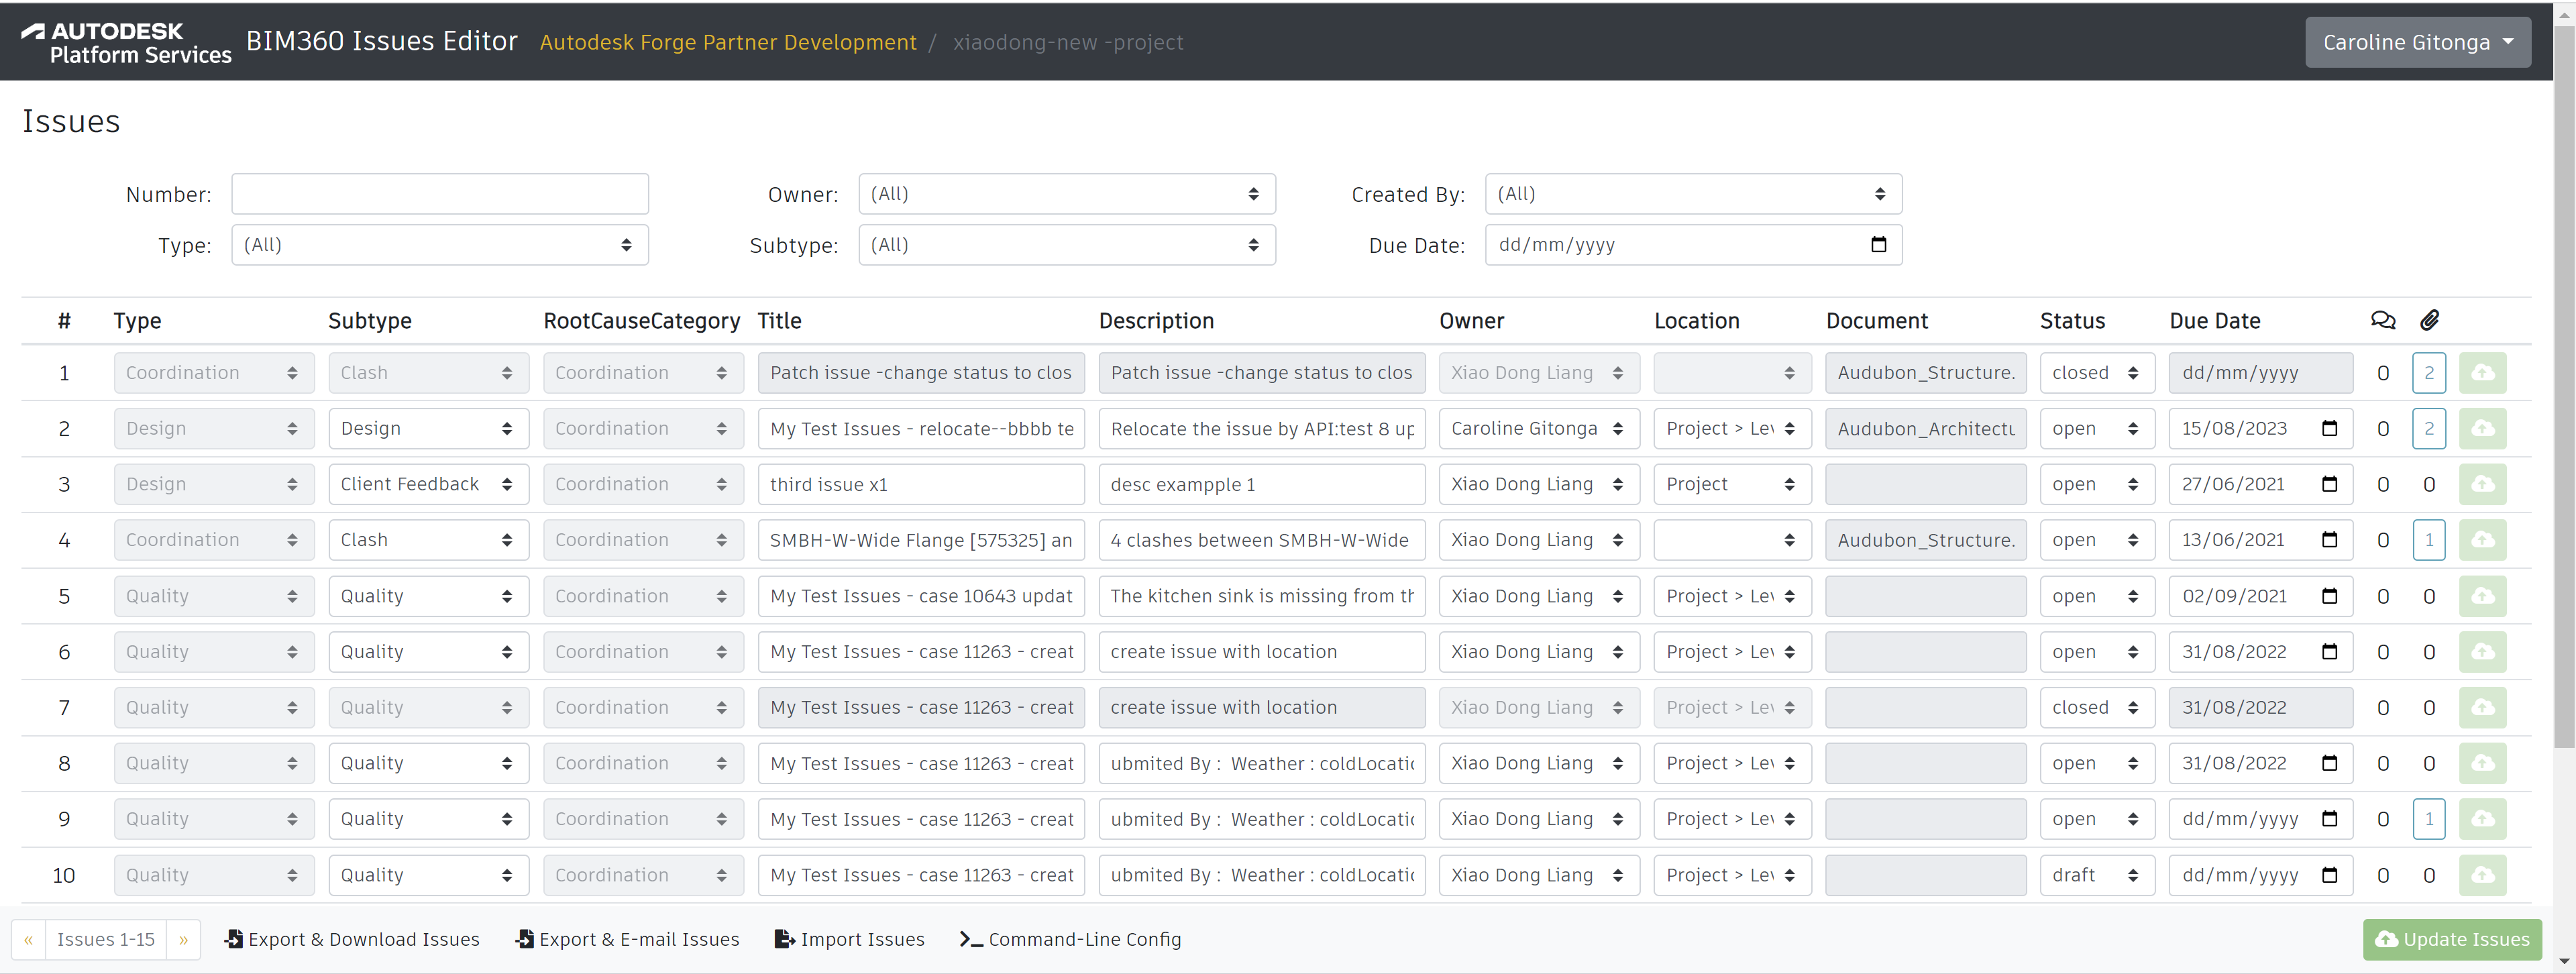 AUTODESK
Platform Services
BIM360 Issues Editor Autodesk Forge Partner Development / xiaodong-new -project Caroline Gitonga
Issues
Number: Owner: (All) Created By: (All)
Type: (All) Subtype: (All) Due Date: dd/mm/yyyy
# Type Subtype RootCauseCategory Title Description Owner Location Document Status Due Date
1 Coordination Clash Coordination Patch issue -change status to clos Patch issue -change status to clos Xiao Dong Liang Audubon_Structure. closed dd/mm/yyyy 0 2
2 Design Design Coordination My Test Issues - relocate--bbbb te Relocate the issue by API:test 8 up Caroline Gitonga Project > Lev Audubon_Architectu open 15/08/2023 0 2
3 Design Client Feedback Coordination third issue x1 desc exampple 1 Xiao Dong Liang Project open 27/06/2021 0 0
4 Coordination Clash Coordination SMBH-W-Wide Flange [575325] an 4 clashes between SMBH-W-Wide Xiao Dong Liang Audubon_Structure. open 13/06/2021 0 1
5 Quality Quality Coordination My Test Issues - case 10643 updat The kitchen sink is missing from th Xiao Dong Liang Project > Lev open 02/09/2021 0 0
6 Quality Quality Coordination My Test Issues - case 11263 - creat create issue with location Xiao Dong Liang Project > Lev open 31/08/2022 0 0
7 Quality Quality Coordination My Test Issues - case 11263 - creat create issue with location Xiao Dong Liang Project > Lev closed 31/08/2022 0 0
8 Quality Quality Coordination My Test Issues - case 11263 - creat ubmited By : Weather : coldLocatic Xiao Dong Liang Project > Lev open 31/08/2022 0 0
9 Quality Quality Coordination My Test Issues - case 11263 - creat ubmited By : Weather : coldLocatic Xiao Dong Liang Project > Lev open dd/mm/yyyy 0 1
10 Quality Quality Coordination My Test Issues - case 11263 - creat ubmited By : Weather : coldLocatic Xiao Dong Liang Project > Lev draft dd/mm/yyyy 0 0
« Issues 1-15 » Export & Download Issues Export & E-mail Issues Import Issues Command-Line Config Update Issues